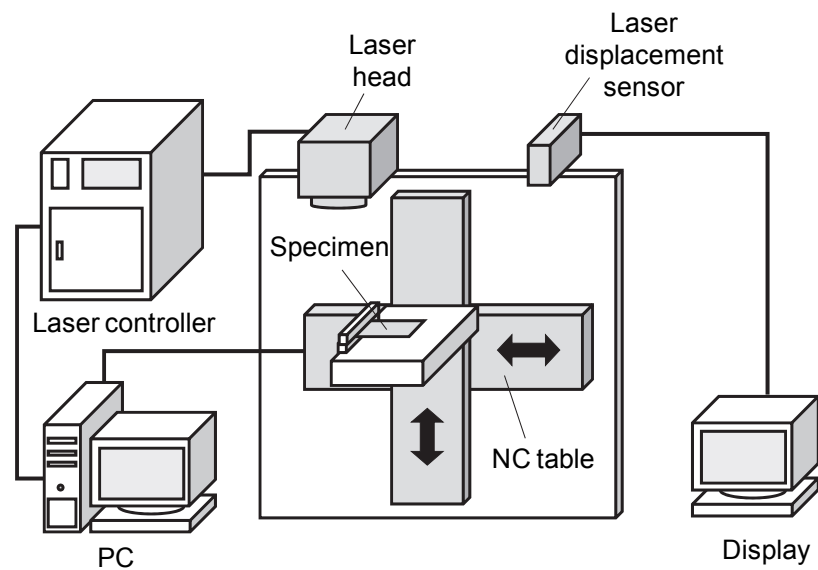 Laser
head
Laser
displacement
sensor
Specimen
Laser controller
NC table
PC
Display